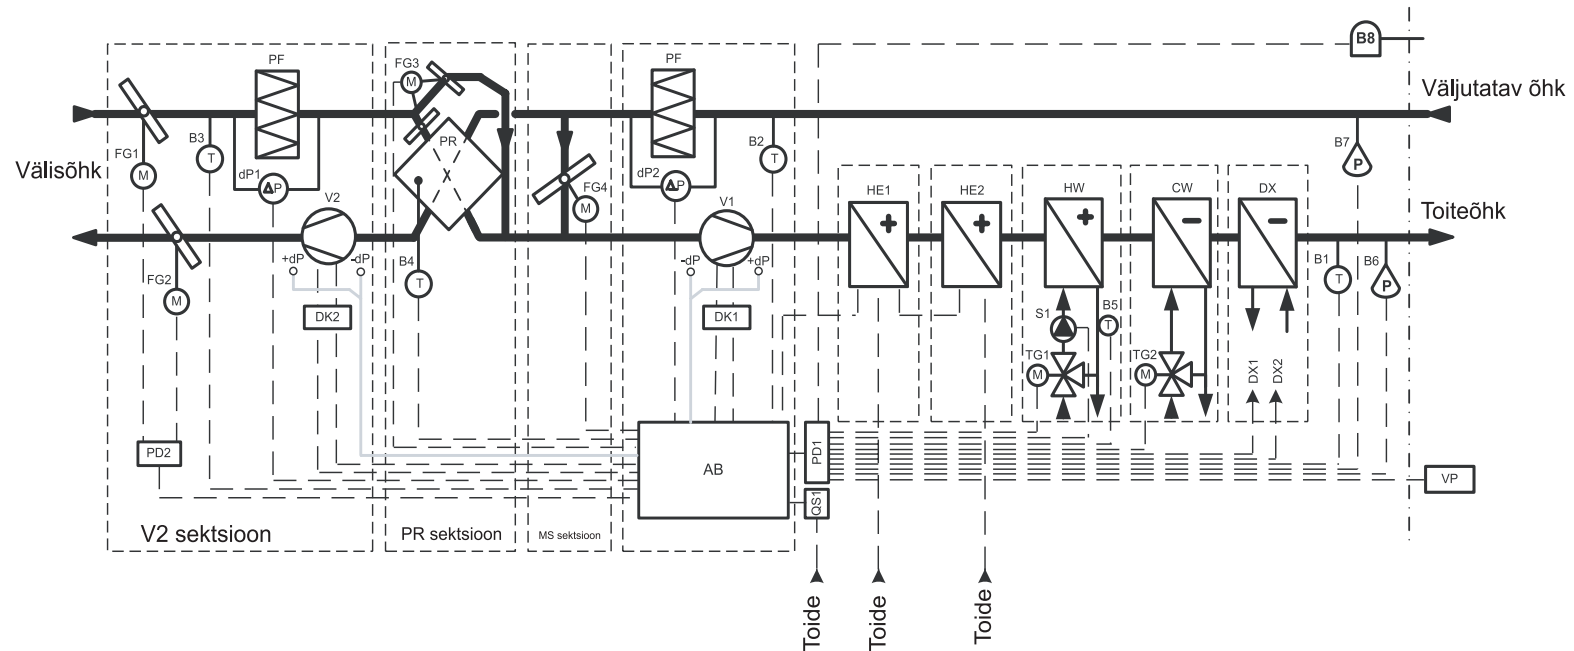 B8
PF
FG3
M
PF
Väljutatav õhk
B3
T
PR
B2
T
B7
P
FG1
M
dP1
ΔP
dP2
ΔP
FG4
M
Välisõhk
V2
V1
HE1
HE2
HW
CW
DX
Toiteõhk
+dP
-dP
B4
T
-dP
+dP
B1
T
B6
P
FG2
M
DK2
DK1
S1
B5
T
TG1
M
TG2
M
DX1
DX2
PD2
AB
PD1
VP
QS1
V2 sektsioon
PR sektsioon
MS sektsioon
Toide
Toide
Toide